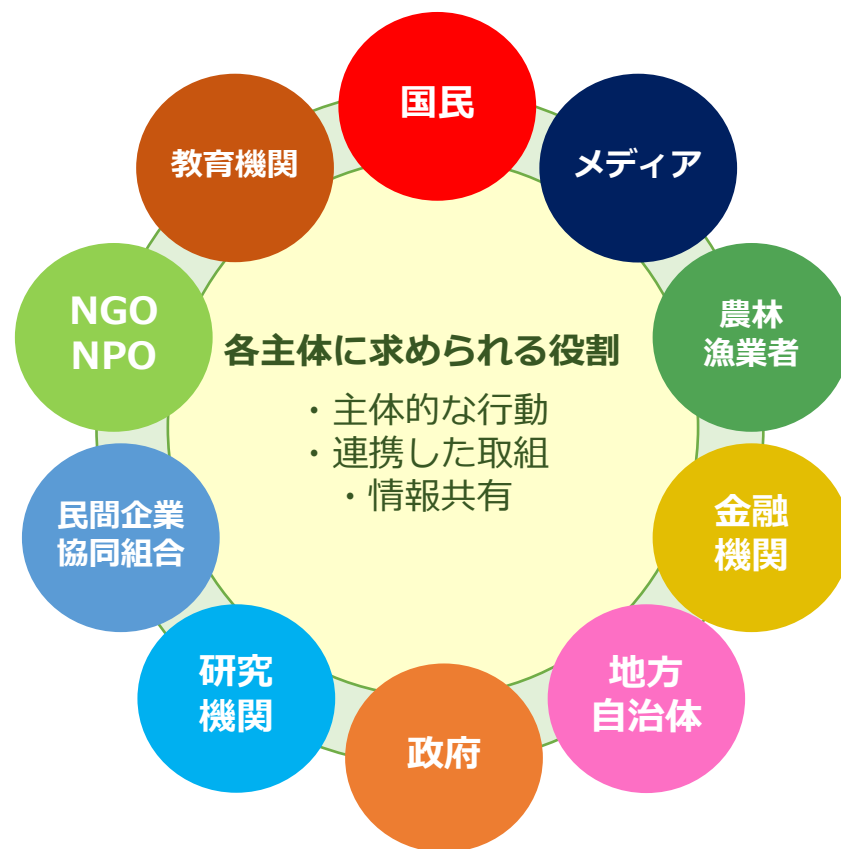 国民
メディア
農林
漁業者
金融
機関
地方
自治体
政府
研究
機関
民間企業
協同組合
NGO
NPO
教育機関
各主体に求められる役割
・主体的な行動
・連携した取組
・情報共有